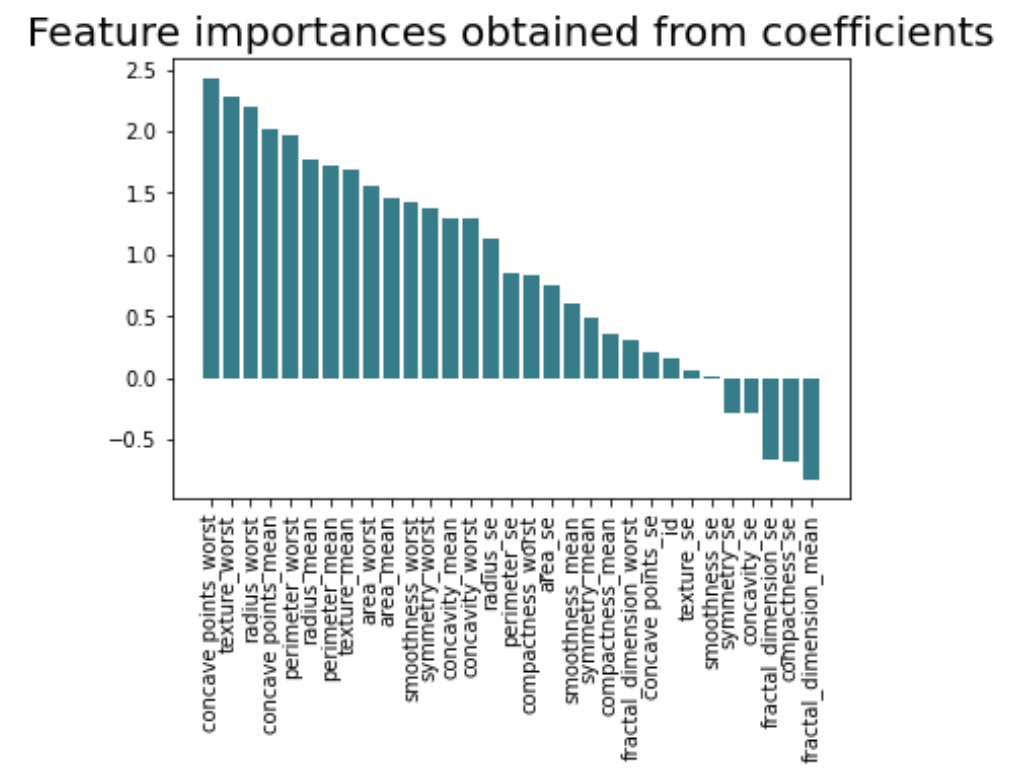 Feature importances obtained from coefficients
2.5
2.0
1.5
1.0
0.5
0.0
−0.5
concave points_worst
texture_worst
radius_worst
concave points_mean
perimeter_worst
radius_mean
perimeter_mean
texture_mean
area_worst
area_mean
smoothness_worst
symmetry_worst
concavity_mean
concavity_worst
radius_se
perimeter_se
compactness_worst
area_se
smoothness_mean
symmetry_mean
compactness_mean
fractal_dimension_worst
concave points_se
id
texture_se
smoothness_se
symmetry_se
concavity_se
fractal_dimension_se
compactness_se
fractal_dimension_mean